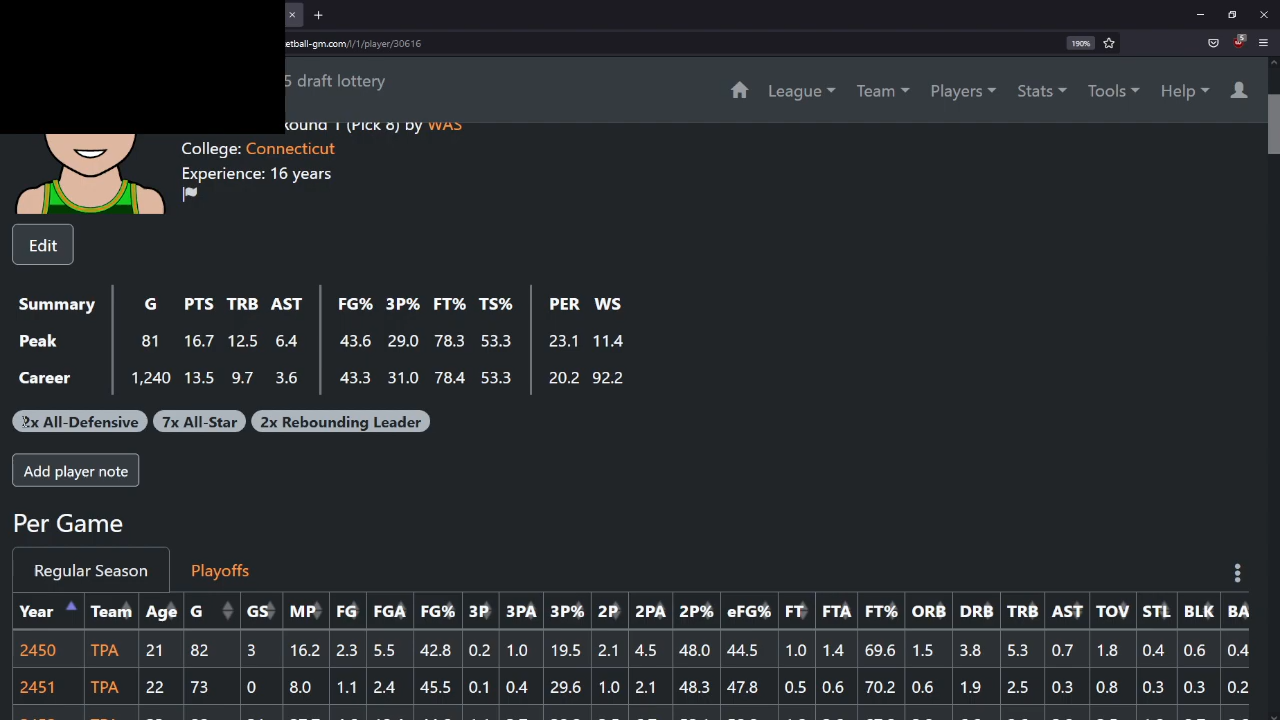 etball-gm.com/l/1/player/30616
190%
5 draft lottery
League Team Players Stats Tools Help
Round 1 (Pick 8) by WAS
College: Connecticut
Experience: 16 years
Edit
Summary G PTS TRB AST FG% 3P% FT% TS% PER WS
Peak 81 16.7 12.5 6.4 43.6 29.0 78.3 53.3 23.1 11.4
Career 1,240 13.5 9.7 3.6 43.3 31.0 78.4 53.3 20.2 92.2
2x All-Defensive 7x All-Star 2x Rebounding Leader
Add player note
Per Game
Regular Season Playoffs
Year Team Age G GS MP FG FGA FG% 3P 3PA 3P% 2P 2PA 2P% eFG% FT FTA FT% ORB DRB TRB AST TOV STL BLK BA
2450 TPA 21 82 3 16.2 2.3 5.5 42.8 0.2 1.0 19.5 2.1 4.5 48.0 44.5 1.0 1.4 69.6 1.5 3.8 5.3 0.7 1.8 0.4 0.6 0.4
2451 TPA 22 73 0 8.0 1.1 2.4 45.5 0.1 0.4 29.6 1.0 2.1 48.3 47.8 0.5 0.6 70.2 0.6 1.9 2.5 0.3 0.8 0.3 0.3 0.2